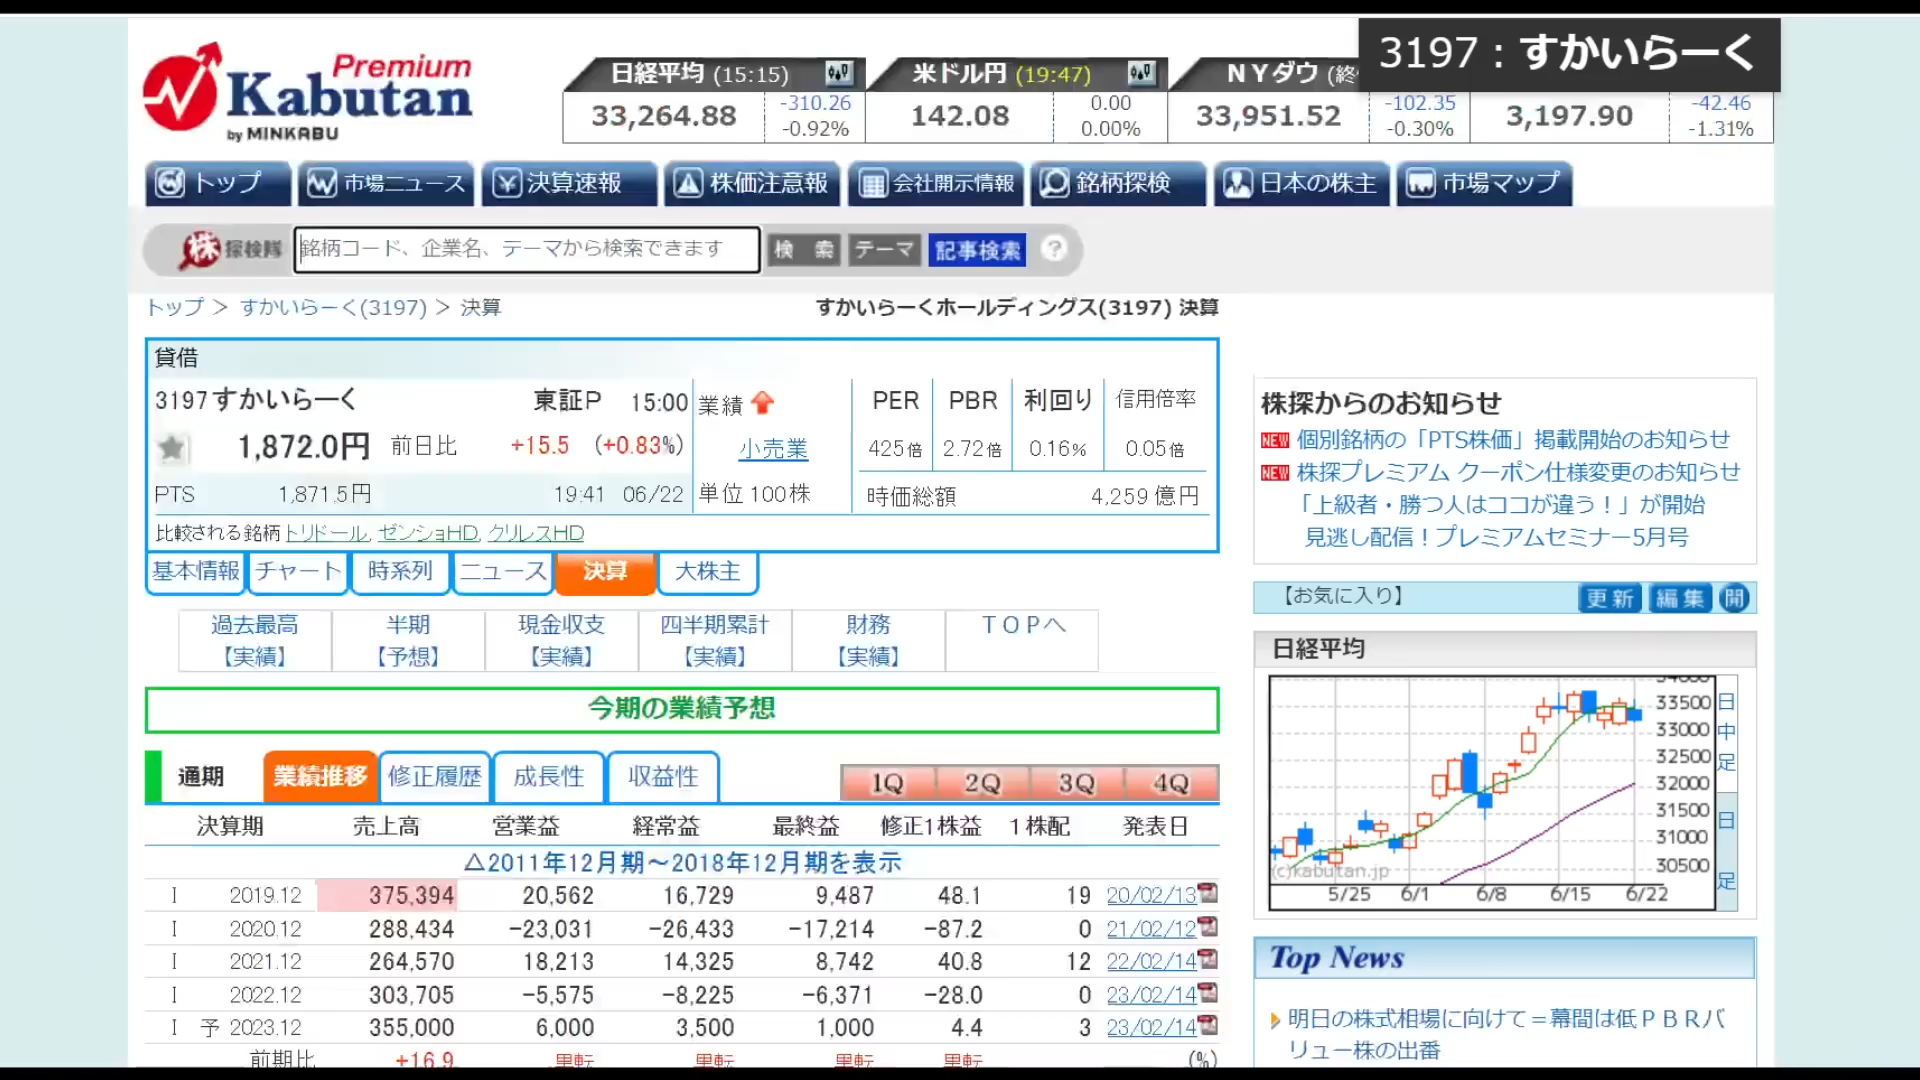 3197：すかいらーく
Premium
Kabutan
by MINKABU
日経平均 (15:15)
33,264.88
-310.26
-0.92%
米ドル円 (19:47)
142.08
0.00
0.00%
NYダウ (終
33,951.52
-102.35
-0.30%
3,197.90
-42.46
-1.31%
トップ 市場ニュース 決算速報 株価注意報 会社開示情報 銘柄探検 日本の株主 市場マップ
株 探検隊 銘柄コード、企業名、テーマから検索できます 検 索 テーマ 記事検索 ?
トップ ＞ すかいらーく(3197) ＞ 決算
すかいらーくホールディングス(3197) 決算
貸借
3197 すかいらーく 東証P 15:00
1,872.0円 前日比 +15.5 (+0.83%)
PTS 1,871.5円 19:41 06/22
業績
小売業
単位 100株
PER PBR 利回り 信用倍率
425倍 2.72倍 0.16% 0.05倍
時価総額 4,259億円
比較される銘柄 トリドール, ゼンショHD, クリレスHD
基本情報 チャート 時系列 ニュース 決算 大株主
過去最高【実績】 半期【予想】 現金収支【実績】 四半期累計【実績】 財務【実績】 ＴＯＰへ
今期の業績予想
通期 業績推移 修正履歴 成長性 収益性 1Q 2Q 3Q 4Q
決算期 売上高 営業益 経常益 最終益 修正1株益 1株配 発表日
△2011年12月期～2018年12月期を表示
I 2019.12 375,394 20,562 16,729 9,487 48.1 19 20/02/13
I 2020.12 288,434 -23,031 -26,433 -17,214 -87.2 0 21/02/12
I 2021.12 264,570 18,213 14,325 8,742 40.8 12 22/02/14
I 2022.12 303,705 -5,575 -8,225 -6,371 -28.0 0 23/02/14
I 予 2023.12 355,000 6,000 3,500 1,000 4.4 3 23/02/14
前期比 +16.9 黒転 黒転 黒転 黒転 (%)
株探からのお知らせ
NEW 個別銘柄の「PTS株価」掲載開始のお知らせ
NEW 株探プレミアム クーポン仕様変更のお知らせ
「上級者・勝つ人はココが違う！」が開始
見逃し配信！プレミアムセミナー5月号
【お気に入り】 更新 編集 開
日経平均
34000
33500
33000
32500
32000
31500
31000
30500
(c)kabutan.jp
5/25 6/1 6/8 6/15 6/22
日
中
足
日
足
Top News
明日の株式相場に向けて＝幕間は低ＰＢＲバ
リュー株の出番